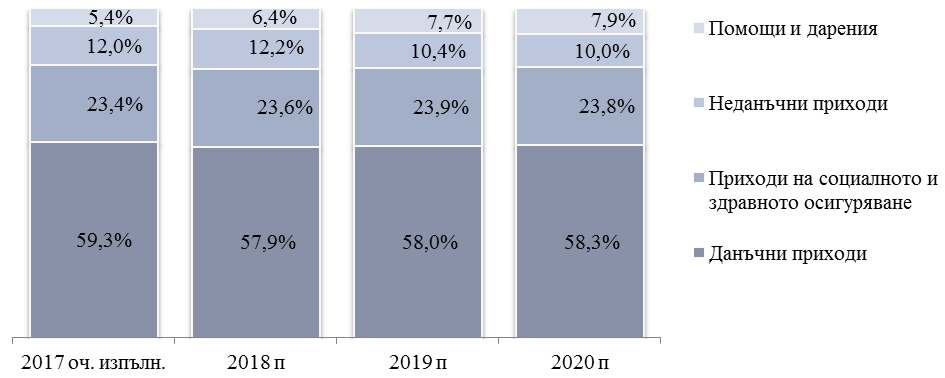 5,4%
6,4%
7,7%
7,9%
12,0%
12,2%
10,4%
10,0%
23,4%
23,6%
23,9%
23,8%
59,3%
57,9%
58,0%
58,3%
2017 оч. изпълн.
2018 п
2019 п
2020 п
Помощи и дарения
Неданъчни приходи
Приходи на социалното и
здравното осигуряване
Данъчни приходи